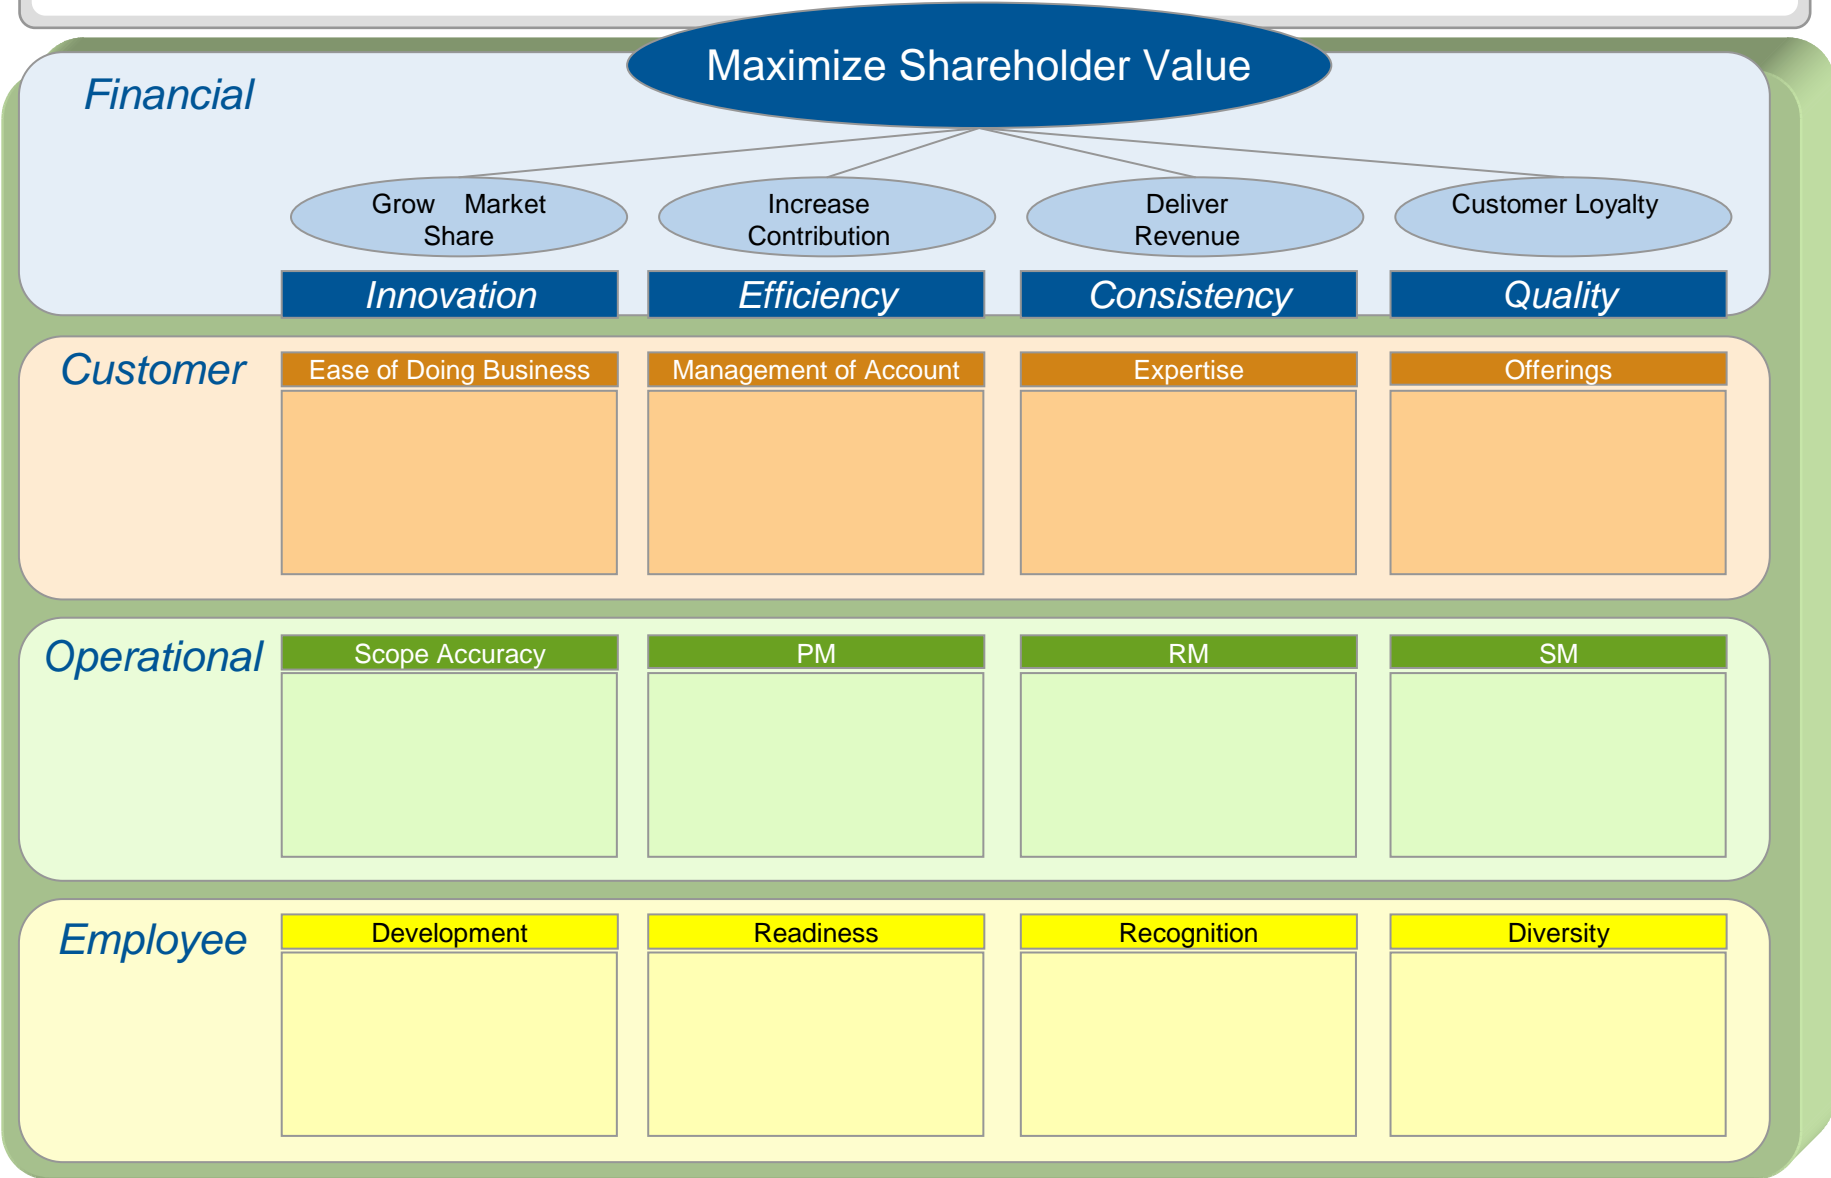 Maximize Shareholder Value
Financial
Grow Market
Share
Increase
Contribution
Deliver
Revenue
Customer Loyalty
Innovation
Efficiency
Consistency
Quality
Customer
Ease of Doing Business
Management of Account
Expertise
Offerings
Operational
Scope Accuracy
PM
RM
SM
Employee
Development
Readiness
Recognition
Diversity